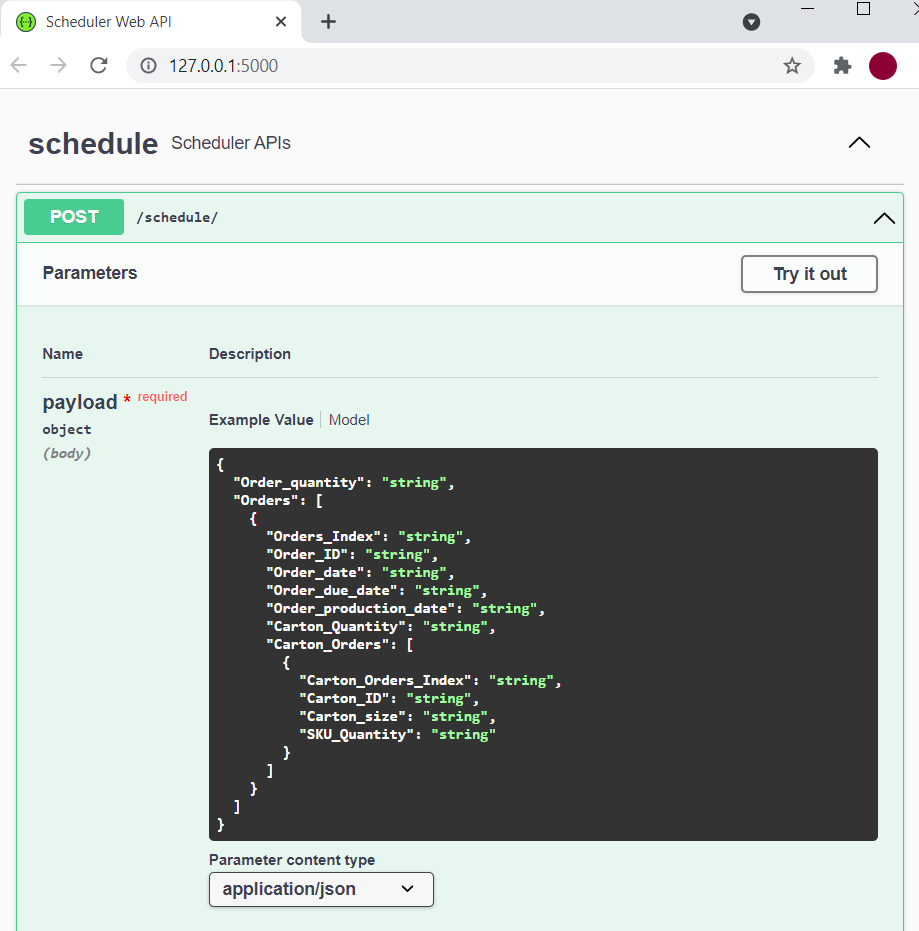 Scheduler Web API
127.0.0.1:5000
schedule Scheduler APIs
POST /schedule/
Parameters Try it out
Name Description
payload * required
object
(body)
Example Value Model
{
"Order_quantity": "string",
"Orders": [
{
"Orders_Index": "string",
"Order_ID": "string",
"Order_date": "string",
"Order_due_date": "string",
"Order_production_date": "string",
"Carton_Quantity": "string",
"Carton_Orders": [
{
"Carton_Orders_Index": "string",
"Carton_ID": "string",
"Carton_size": "string",
"SKU_Quantity": "string"
}
]
}
]
}
Parameter content type
application/json